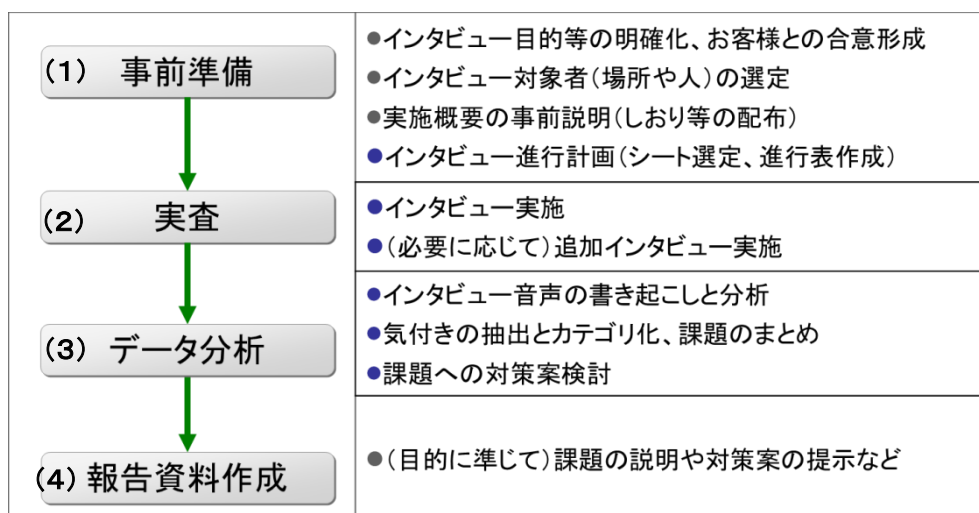 (1) 事前準備
●インタビュー目的等の明確化、お客様との合意形成
●インタビュー対象者(場所や人)の選定
●実施概要の事前説明(しおり等の配布)
●インタビュー進行計画(シート選定、進行表作成)
(2) 実査
●インタビュー実施
●(必要に応じて)追加インタビュー実施
(3) データ分析
●インタビュー音声の書き起こしと分析
●気付きの抽出とカテゴリ化、課題のまとめ
●課題への対策案検討
(4) 報告資料作成
●(目的に準じて)課題の説明や対策案の提示など